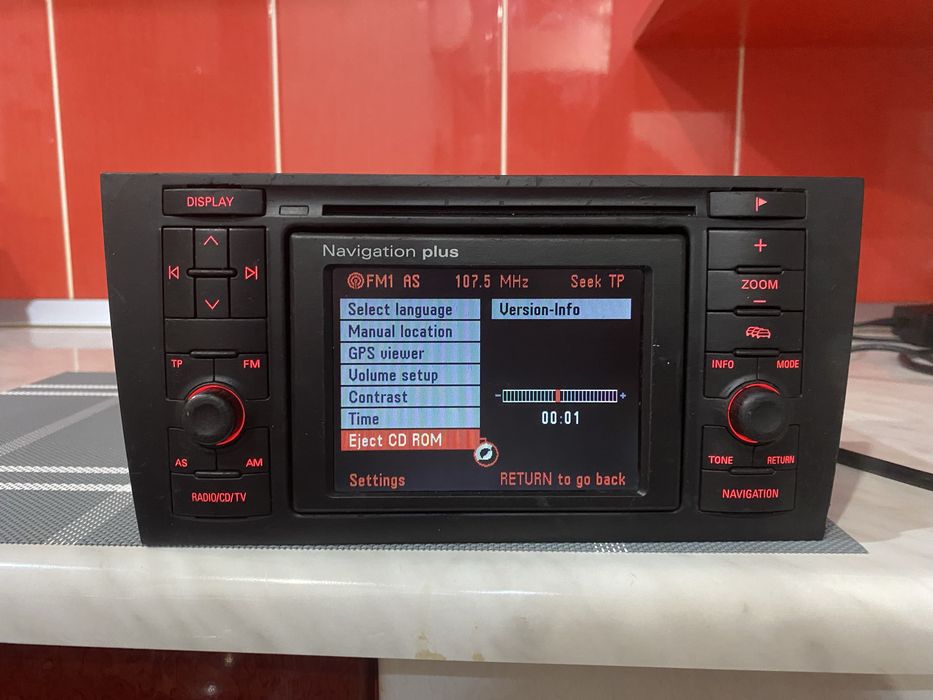 DISPLAY
Navigation plus
FM1 AS 107.5 MHz Seek TP
Select language Version-Info
Manual location
GPS viewer
Volume setup
Contrast
- +
Time 00:01
Eject CD ROM
Settings RETURN to go back
TP FM
AS AM
RADIO/CD/TV
+
ZOOM
−
INFO MODE
TONE RETURN
NAVIGATION